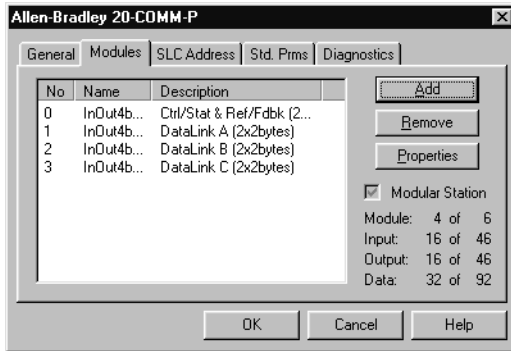 Allen-Bradley 20-COMM-P
General Modules SLC Address Std. Prms Diagnostics
No Name Description
0 InOut4b... Ctrl/Stat & Ref/Fdbk (2...
1 InOut4b... DataLink A (2x2bytes)
2 InOut4b... DataLink B (2x2bytes)
3 InOut4b... DataLink C (2x2bytes)
Add
Remove
Properties
Modular Station
Module: 4 of 6
Input: 16 of 46
Output: 16 of 46
Data: 32 of 92
OK Cancel Help